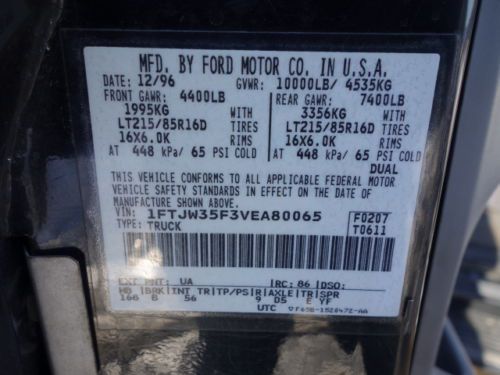 MFD. BY FORD MOTOR CO. IN U.S.A.
DATE: 12/96 GVWR: 10000LB/ 4535KG
FRONT GAWR: 4400LB REAR GAWR: 7400LB
1995KG WITH 3356KG WITH
LT215/85R16D TIRES LT215/85R16D TIRES
16X6.0K RIMS 16X6.0K RIMS
AT 448 kPa/ 65 PSI COLD AT 448 kPa/ 65 PSI COLD
DUAL
THIS VEHICLE CONFORMS TO ALL APPLICABLE FEDERAL MOTOR
VEHICLE SAFETY STANDARDS IN EFFECT ON THE DATE OF
MANUFACTURE SHOWN ABOVE.
VIN: 1FTJW35F3VEA80065 F0207
TYPE: TRUCK T0611
EXT PNT: UA RC: 86 DSO:
WB BRK INT TR TP/PS R AXLE TR SPR
168 B 56 9 D5 E YF
UTC